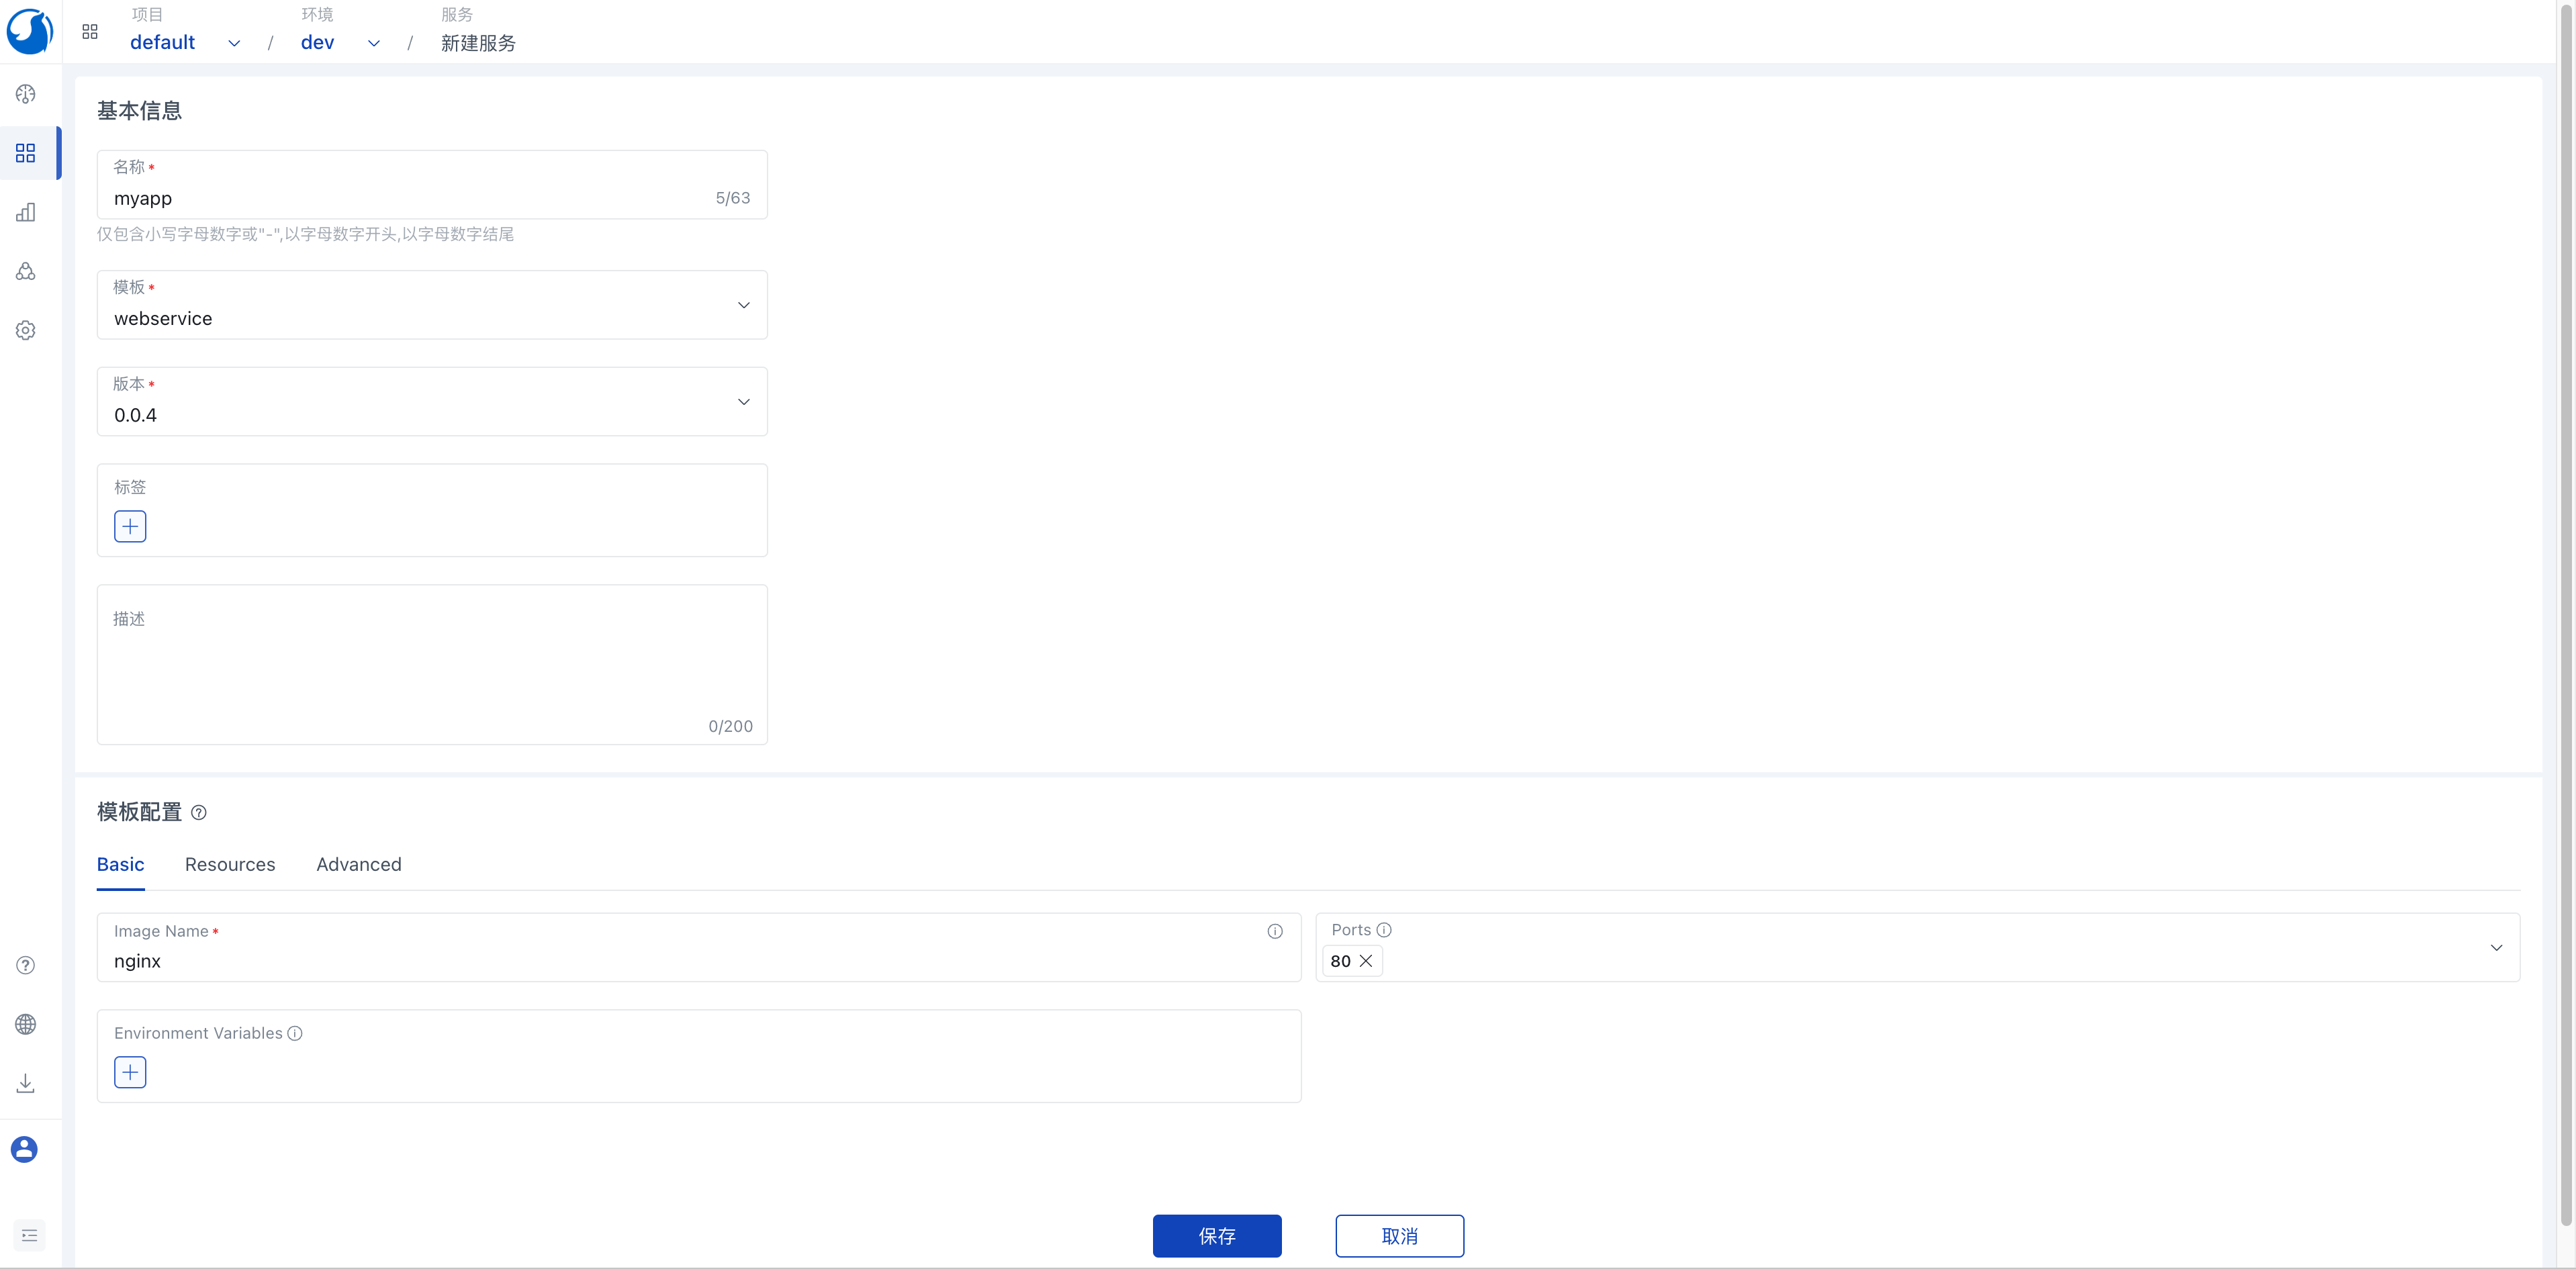 项目
环境
服务
default
/
dev
/
新建服务
基本信息
名称*
myapp
5/63
仅包含小写字母数字或"-",以字母数字开头,以字母数字结尾
模板*
webservice
版本*
0.0.4
标签
描述
0/200
模板配置
Basic
Resources
Advanced
Image Name*
nginx
Ports
80
Environment Variables
保存
取消